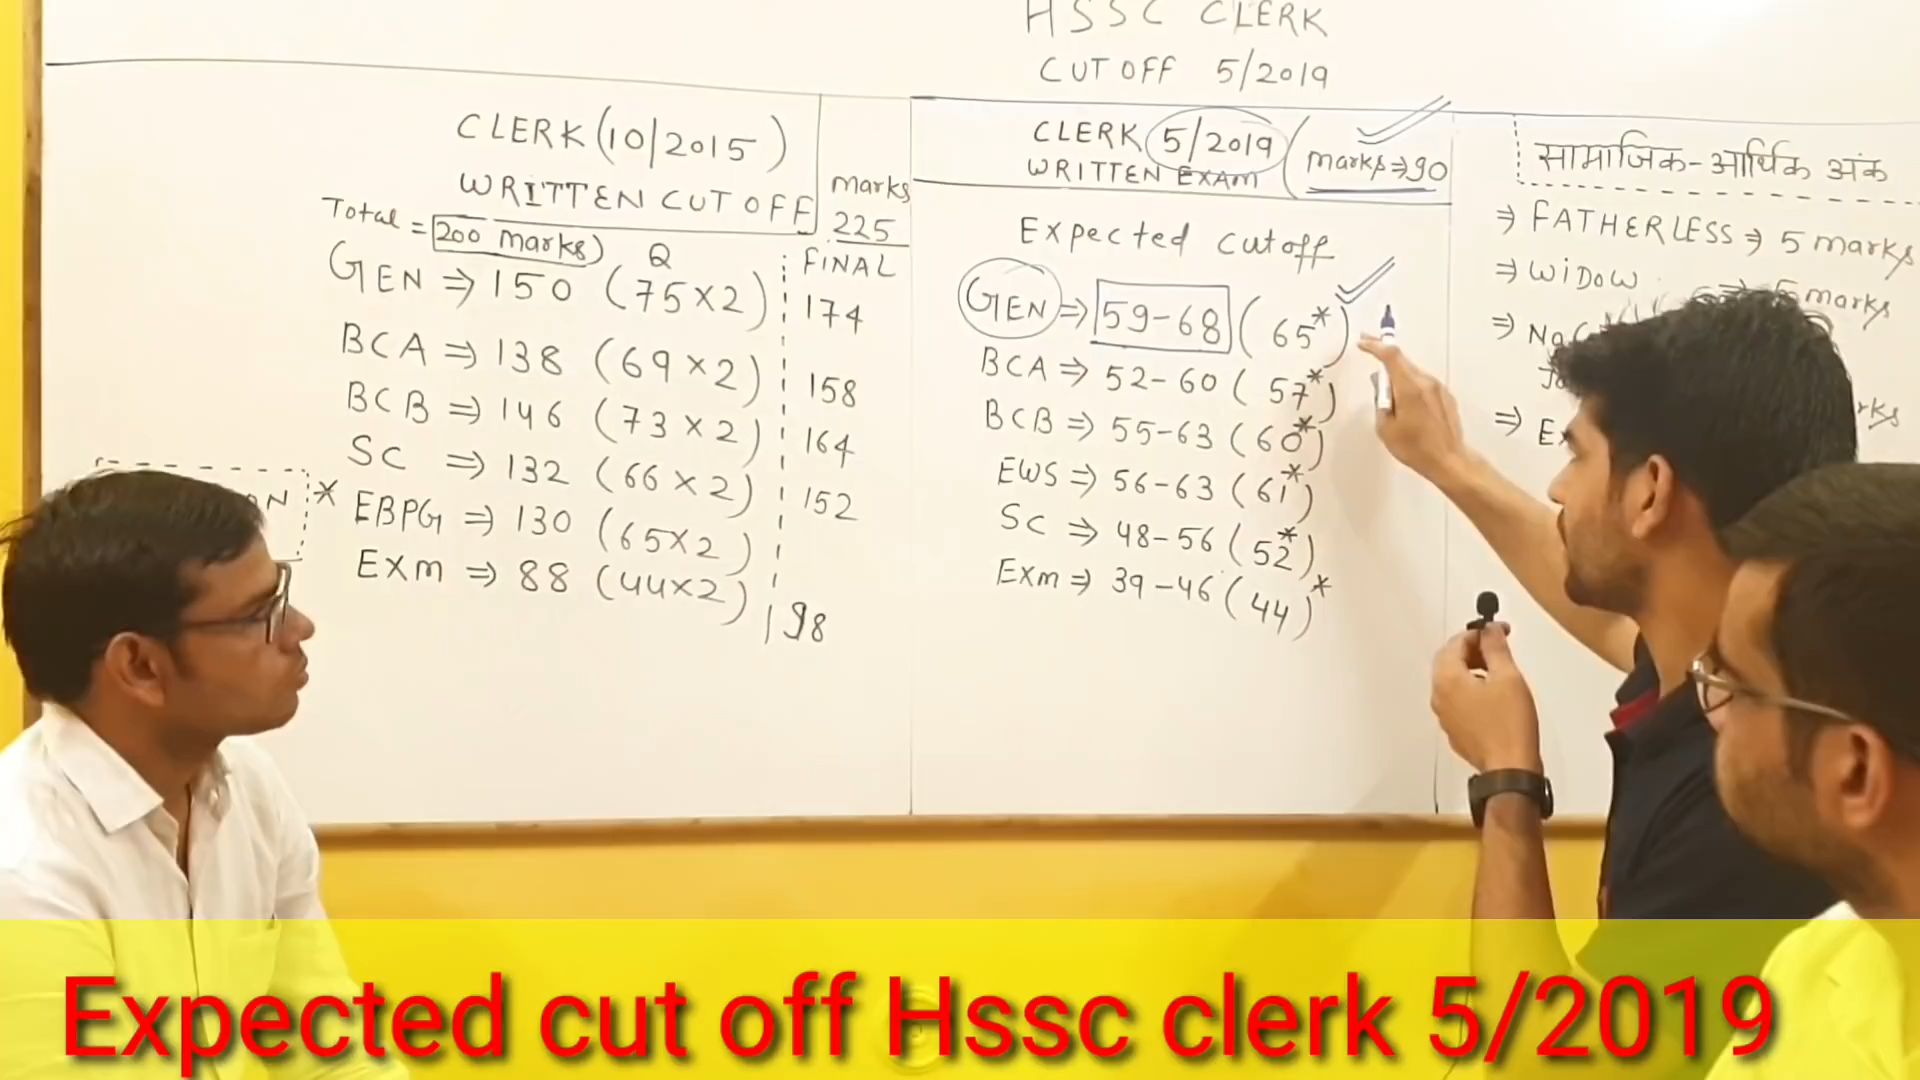 HSSC CLERK
CUT OFF 5/2019
CLERK (10/2015)
WRITTEN CUT OFF
marks
225
Total = 200 marks) Q
FINAL
GEN ⇒ 150 (75×2) 174
BCA ⇒ 138 (69×2) 158
BCB ⇒ 146 (73×2) 164
SC ⇒ 132 (66×2) 152
* EBPG ⇒ 130 (65×2)
EXM ⇒ 88 (44×2) 198
CLERK 5/2019 (marks⇒90
WRITTEN EXAM
Expected cutoff
GEN ⇒ 59-68 (65*)
BCA ⇒ 52-60 (57*)
BCB ⇒ 55-63 (60*)
EWS ⇒ 56-63 (61*)
SC ⇒ 48-56 (52*)
EXM ⇒ 39-46 (44)*
सामाजिक-आर्थिक अंक
⇒ FATHERLESS ⇒ 5 marks
⇒ WIDOW ⇒ 5 marks
⇒
⇒
Expected cut off Hssc clerk 5/2019